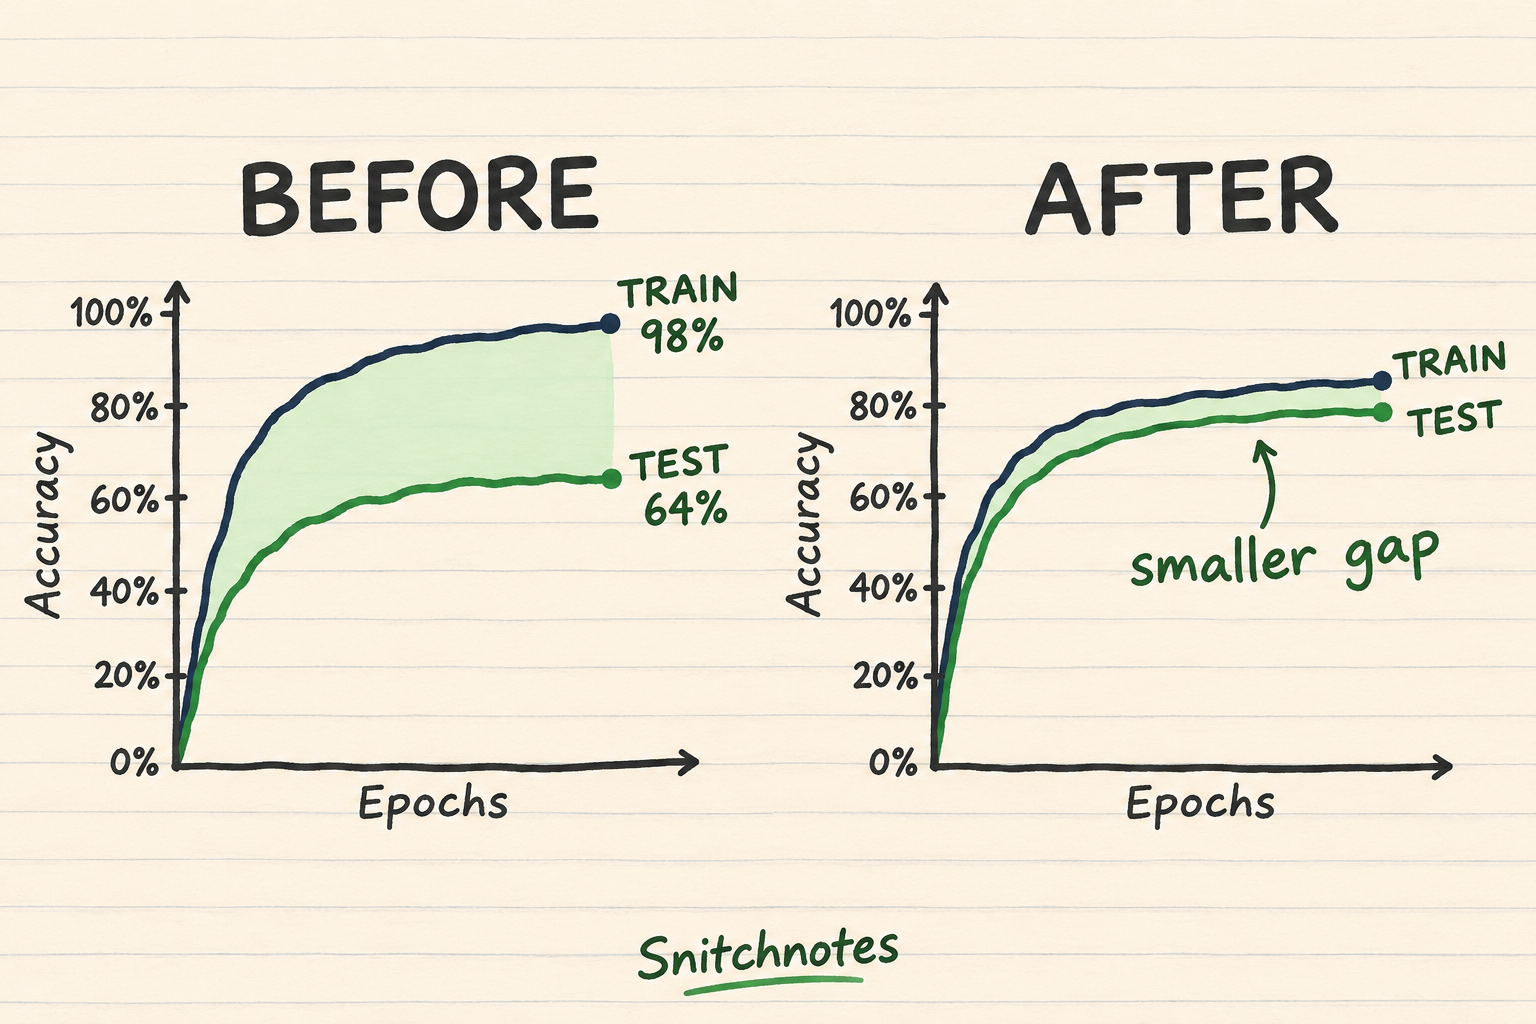 BEFORE
AFTER
100%
80%
60%
40%
20%
0%
Accuracy
Epochs
TRAIN
98%
TEST
64%
100%
80%
60%
40%
20%
0%
Accuracy
Epochs
TRAIN
TEST
smaller gap
Snitchnotes